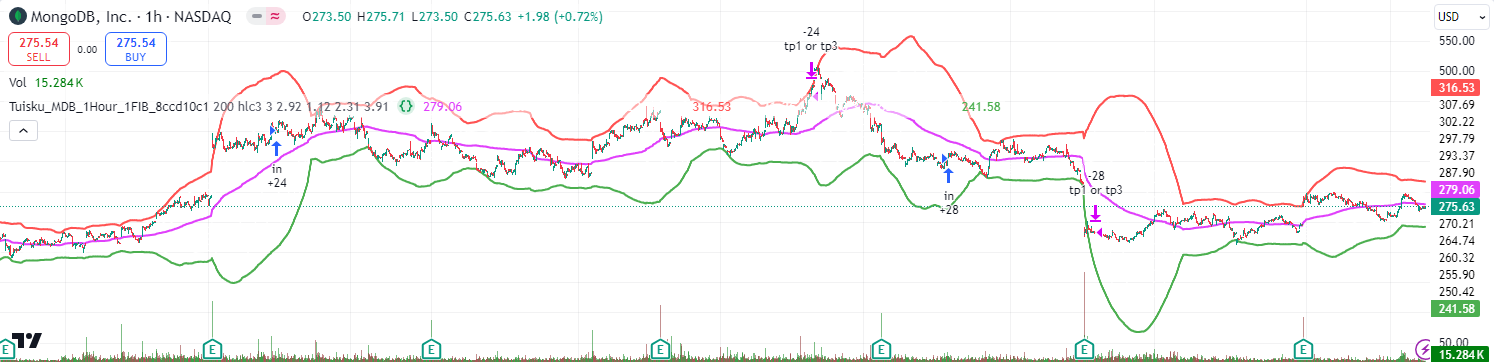 MongoDB, Inc. · 1h · NASDAQ O273.50 H275.71 L273.50 C275.63 +1.98 (+0.72%)
USD
275.54 SELL 0.00 275.54 BUY
Vol 15.284 K
Tuisku_MDB_1Hour_1FIB_8ccd10c1 200 hlc3 3 2.92 1.12 2.31 3.91 279.06 316.53 241.58
-24
tp1 or tp3
in
+24
in
+28
-28
tp1 or tp3
550.00
500.00
316.53
307.69
302.22
297.79
293.37
287.90
279.06
275.63
270.21
264.74
260.32
255.90
250.42
241.58
50.00
15.284 K
E E E E E E E